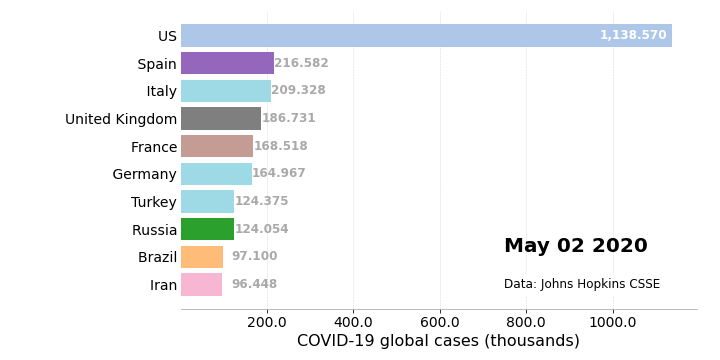 US 1,138.570
Spain 216.582
Italy 209.328
United Kingdom 186.731
France 168.518
Germany 164.967
Turkey 124.375
Russia 124.054
Brazil 97.100
Iran 96.448
May 02 2020
Data: Johns Hopkins CSSE
200.0 400.0 600.0 800.0 1000.0
COVID-19 global cases (thousands)